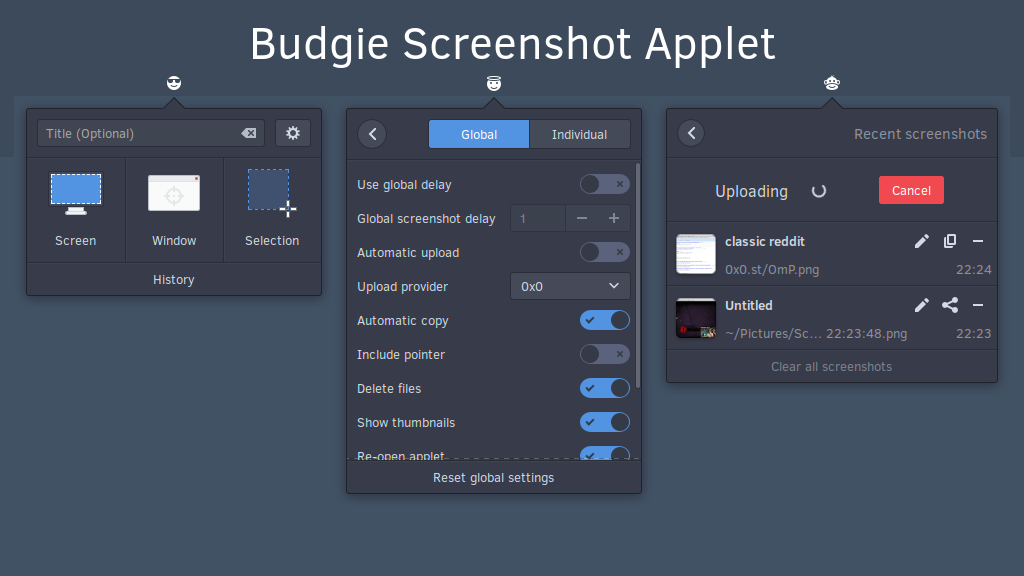 Budgie Screenshot Applet
Title (Optional)
Screen
Window
Selection
History
Global
Individual
Use global delay
Global screenshot delay
1
Automatic upload
Upload provider
0x0
Automatic copy
Include pointer
Delete files
Show thumbnails
Re-open applet
Reset global settings
Recent screenshots
Uploading
Cancel
classic reddit
0x0.st/OmP.png
22:24
Untitled
~/Pictures/Sc... 22:23:48.png
22:23
Clear all screenshots